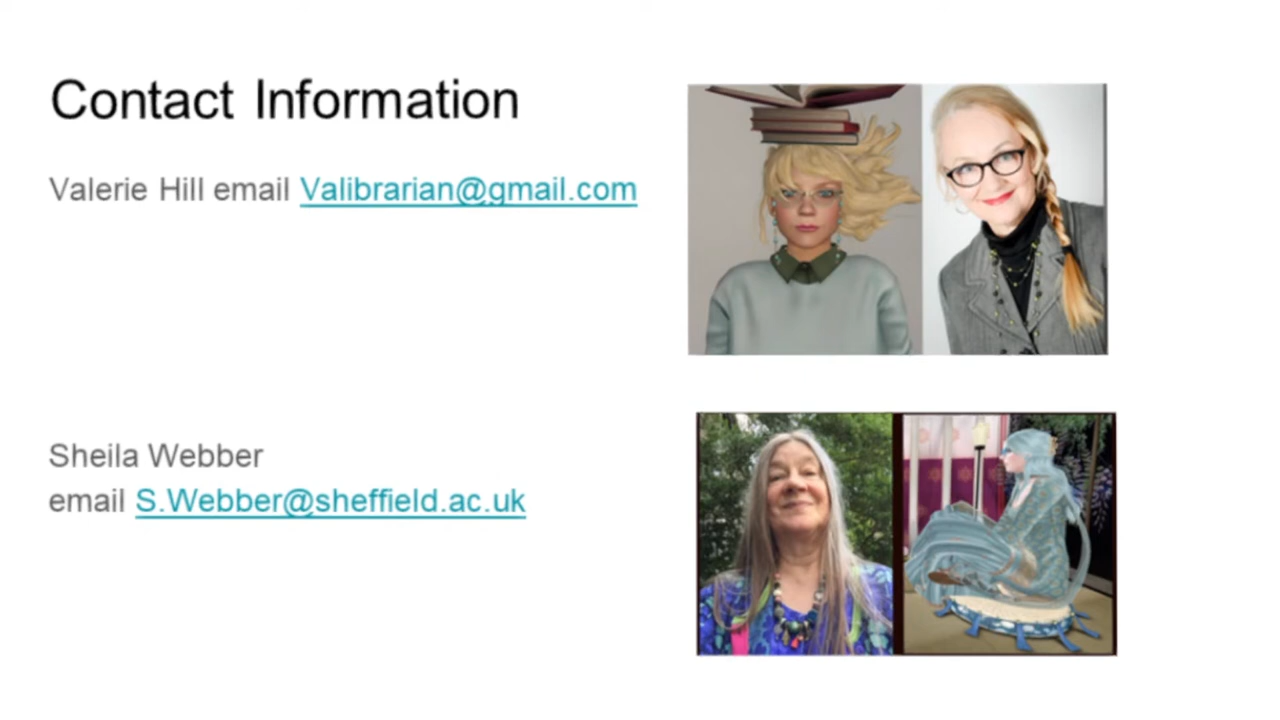 Contact Information
Valerie Hill email Valibrarian@gmail.com
Sheila Webber
email S.Webber@sheffield.ac.uk